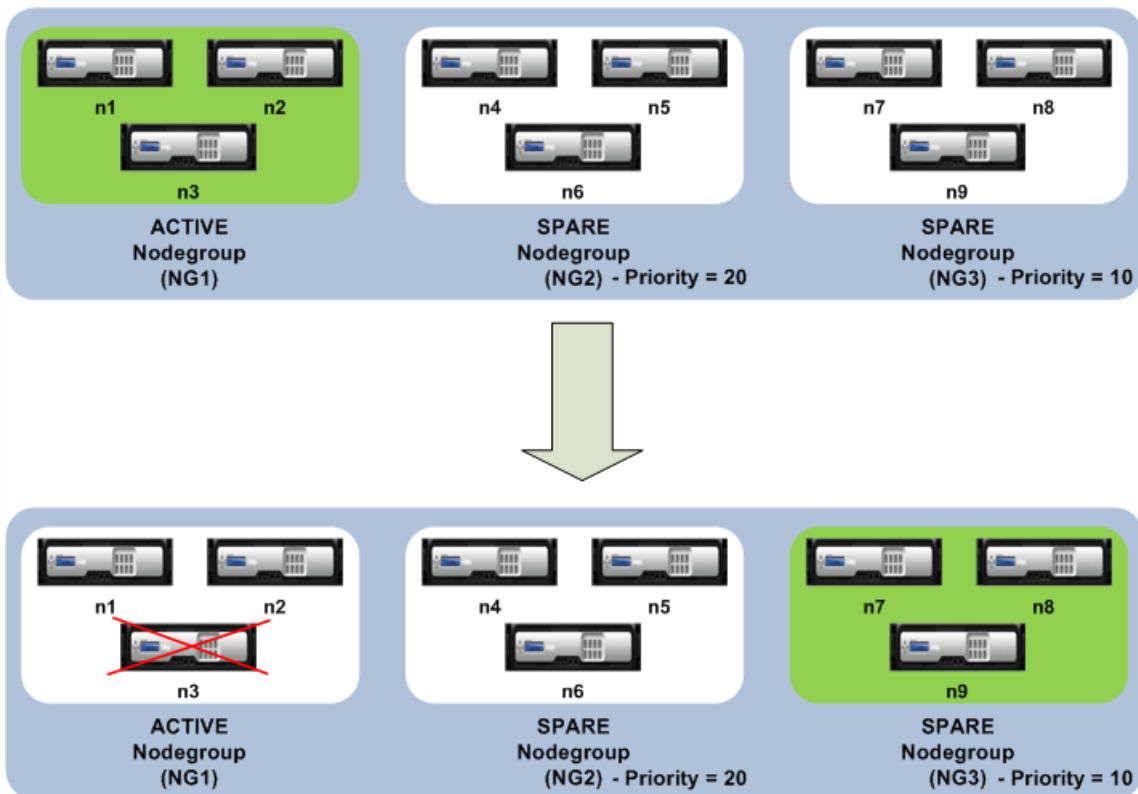 n1
n2
n3
ACTIVE
Nodegroup
(NG1)
n4
n5
n6
SPARE
Nodegroup
(NG2) - Priority = 20
n7
n8
n9
SPARE
Nodegroup
(NG3) - Priority = 10
n1
n2
n3
ACTIVE
Nodegroup
(NG1)
n4
n5
n6
SPARE
Nodegroup
(NG2) - Priority = 20
n7
n8
n9
SPARE
Nodegroup
(NG3) - Priority = 10